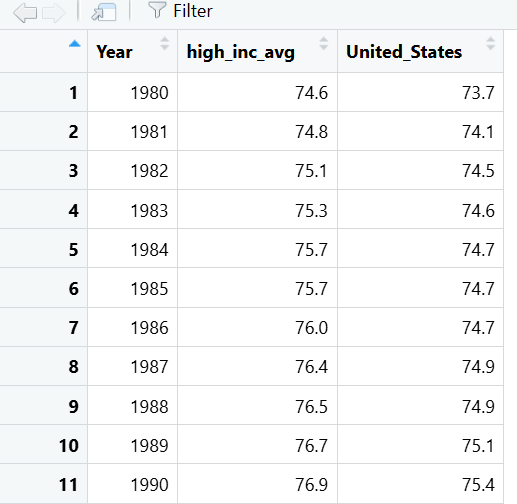 Filter
Year high_inc_avg United_States
1 1980 74.6 73.7
2 1981 74.8 74.1
3 1982 75.1 74.5
4 1983 75.3 74.6
5 1984 75.7 74.7
6 1985 75.7 74.7
7 1986 76.0 74.7
8 1987 76.4 74.9
9 1988 76.5 74.9
10 1989 76.7 75.1
11 1990 76.9 75.4